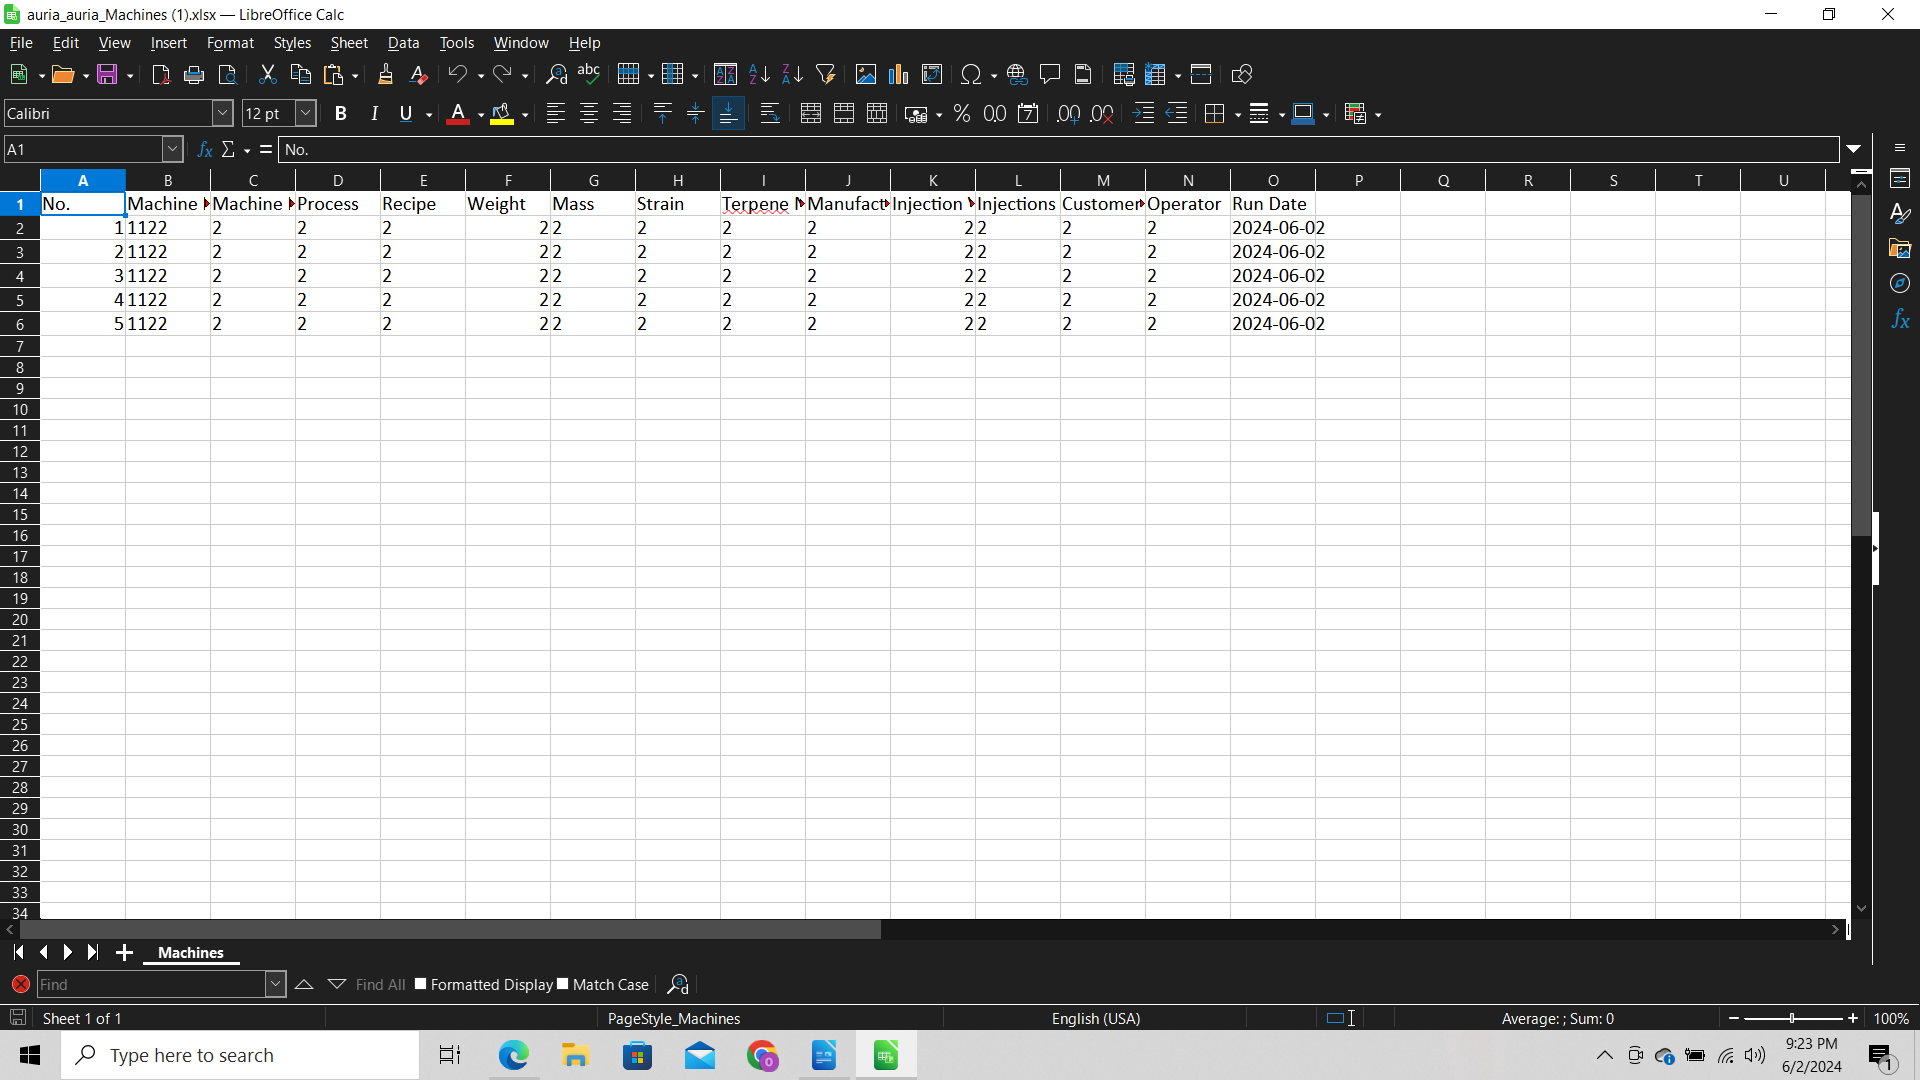 auria_auria_Machines (1).xlsx — LibreOffice Calc
File Edit View Insert Format Styles Sheet Data Tools Window Help
Calibri 12 pt B I U A % 0.0 7 .00 .00
A1 fx Σ = No.
A B C D E F G H I J K L M N O P Q R S T U
1 No. Machine Machine Process Recipe Weight Mass Strain Terpene Manufact Injection Injections Customer Operator Run Date
2 1 1122 2 2 2 2 2 2 2 2 2 2 2 2 2024-06-02
3 2 1122 2 2 2 2 2 2 2 2 2 2 2 2 2024-06-02
4 3 1122 2 2 2 2 2 2 2 2 2 2 2 2 2024-06-02
5 4 1122 2 2 2 2 2 2 2 2 2 2 2 2 2024-06-02
6 5 1122 2 2 2 2 2 2 2 2 2 2 2 2 2024-06-02
7
8
9
10
11
12
13
14
15
16
17
18
19
20
21
22
23
24
25
26
27
28
29
30
31
32
33
34
Machines
Find Find All Formatted Display Match Case
Sheet 1 of 1 PageStyle_Machines English (USA) Average: ; Sum: 0 100%
Type here to search 9:23 PM
6/2/2024 1